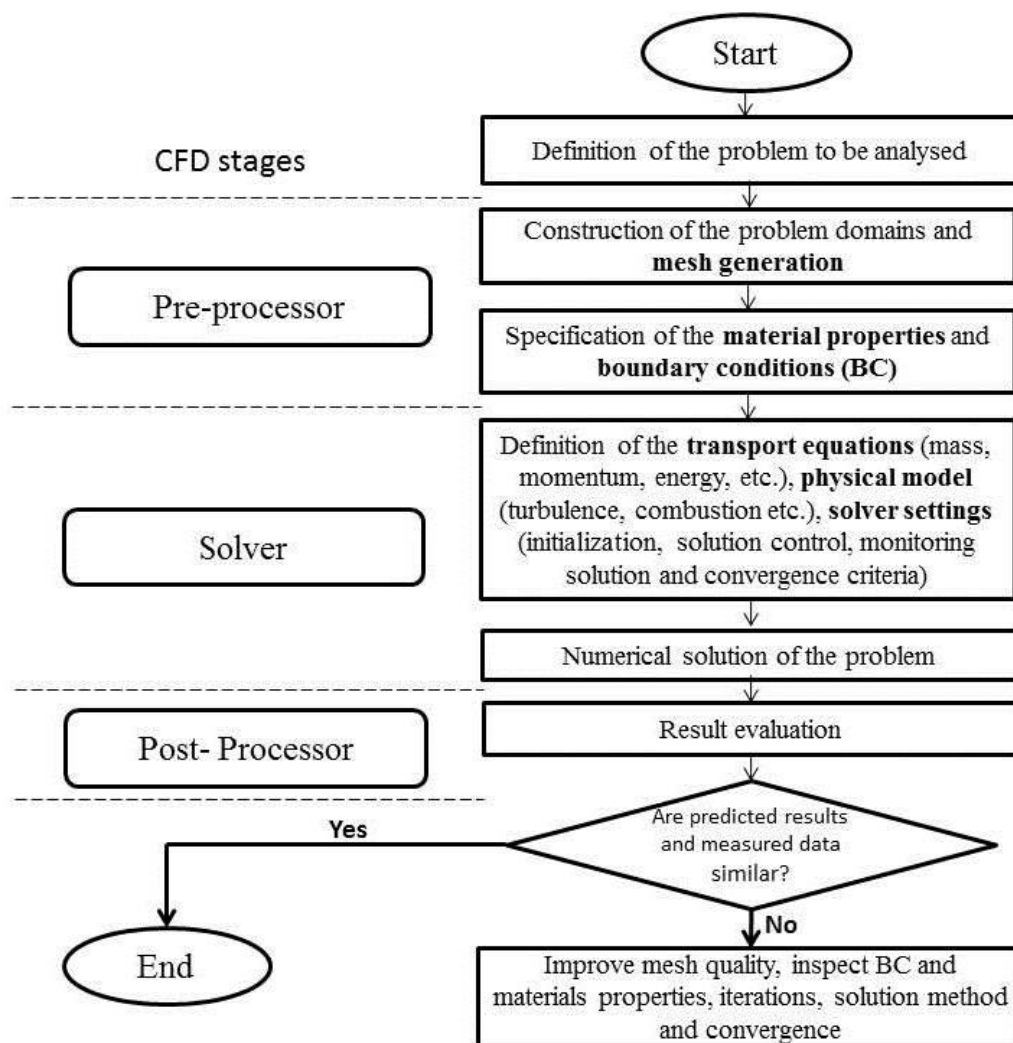 Start
CFD stages
Definition of the problem to be analysed
Pre-processor
Construction of the problem domains and
mesh generation
Specification of the material properties and
boundary conditions (BC)
Solver
Definition of the transport equations (mass,
momentum, energy, etc.), physical model
(turbulence, combustion etc.), solver settings
(initialization, solution control, monitoring
solution and convergence criteria)
Numerical solution of the problem
Post- Processor
Result evaluation
Are predicted results
and measured data
similar?
Yes
End
No
Improve mesh quality, inspect BC and
materials properties, iterations, solution method
and convergence